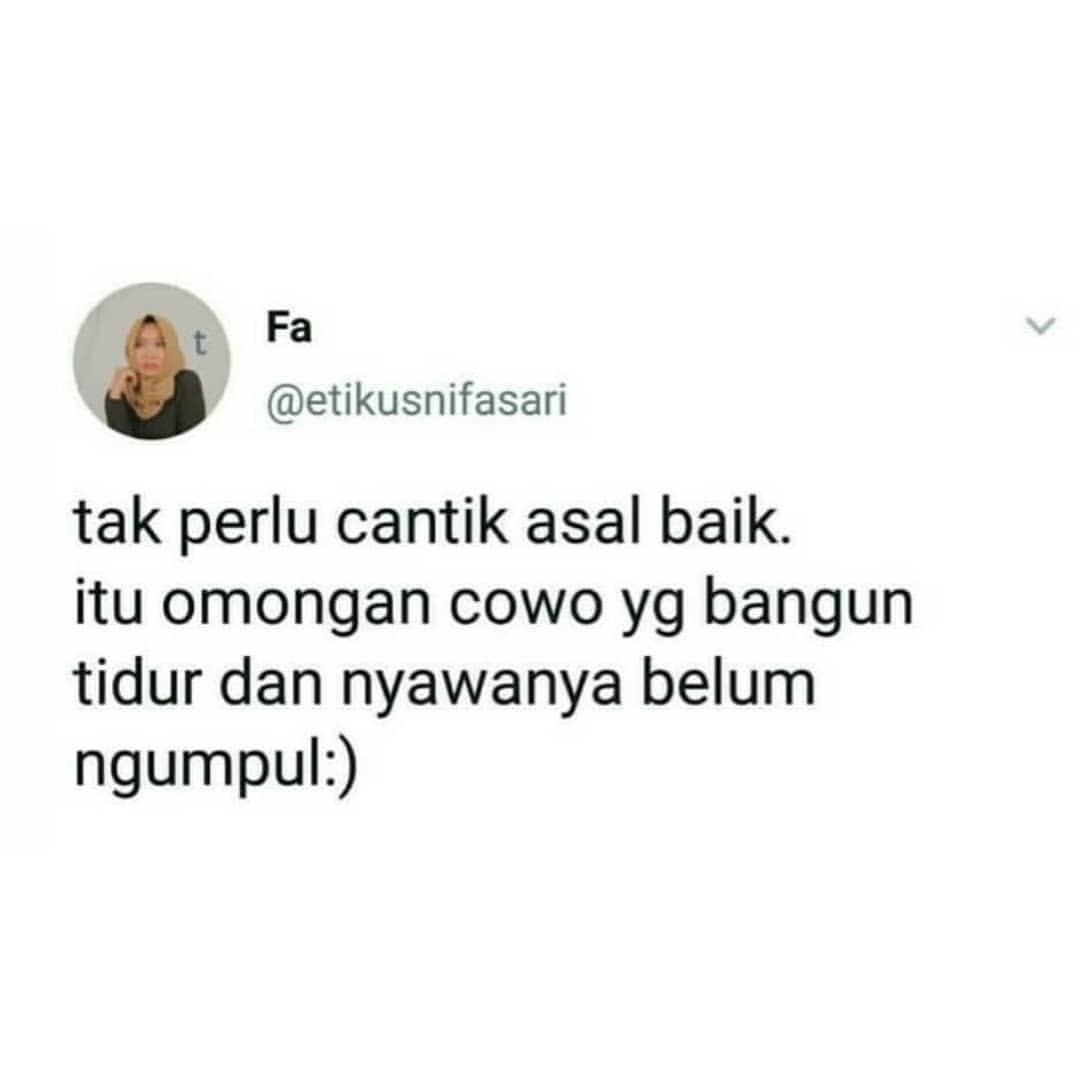 Fa
@etikusnifasari
t
tak perlu cantik asal baik.
itu omongan cowo yg bangun
tidur dan nyawanya belum
ngumpul:)